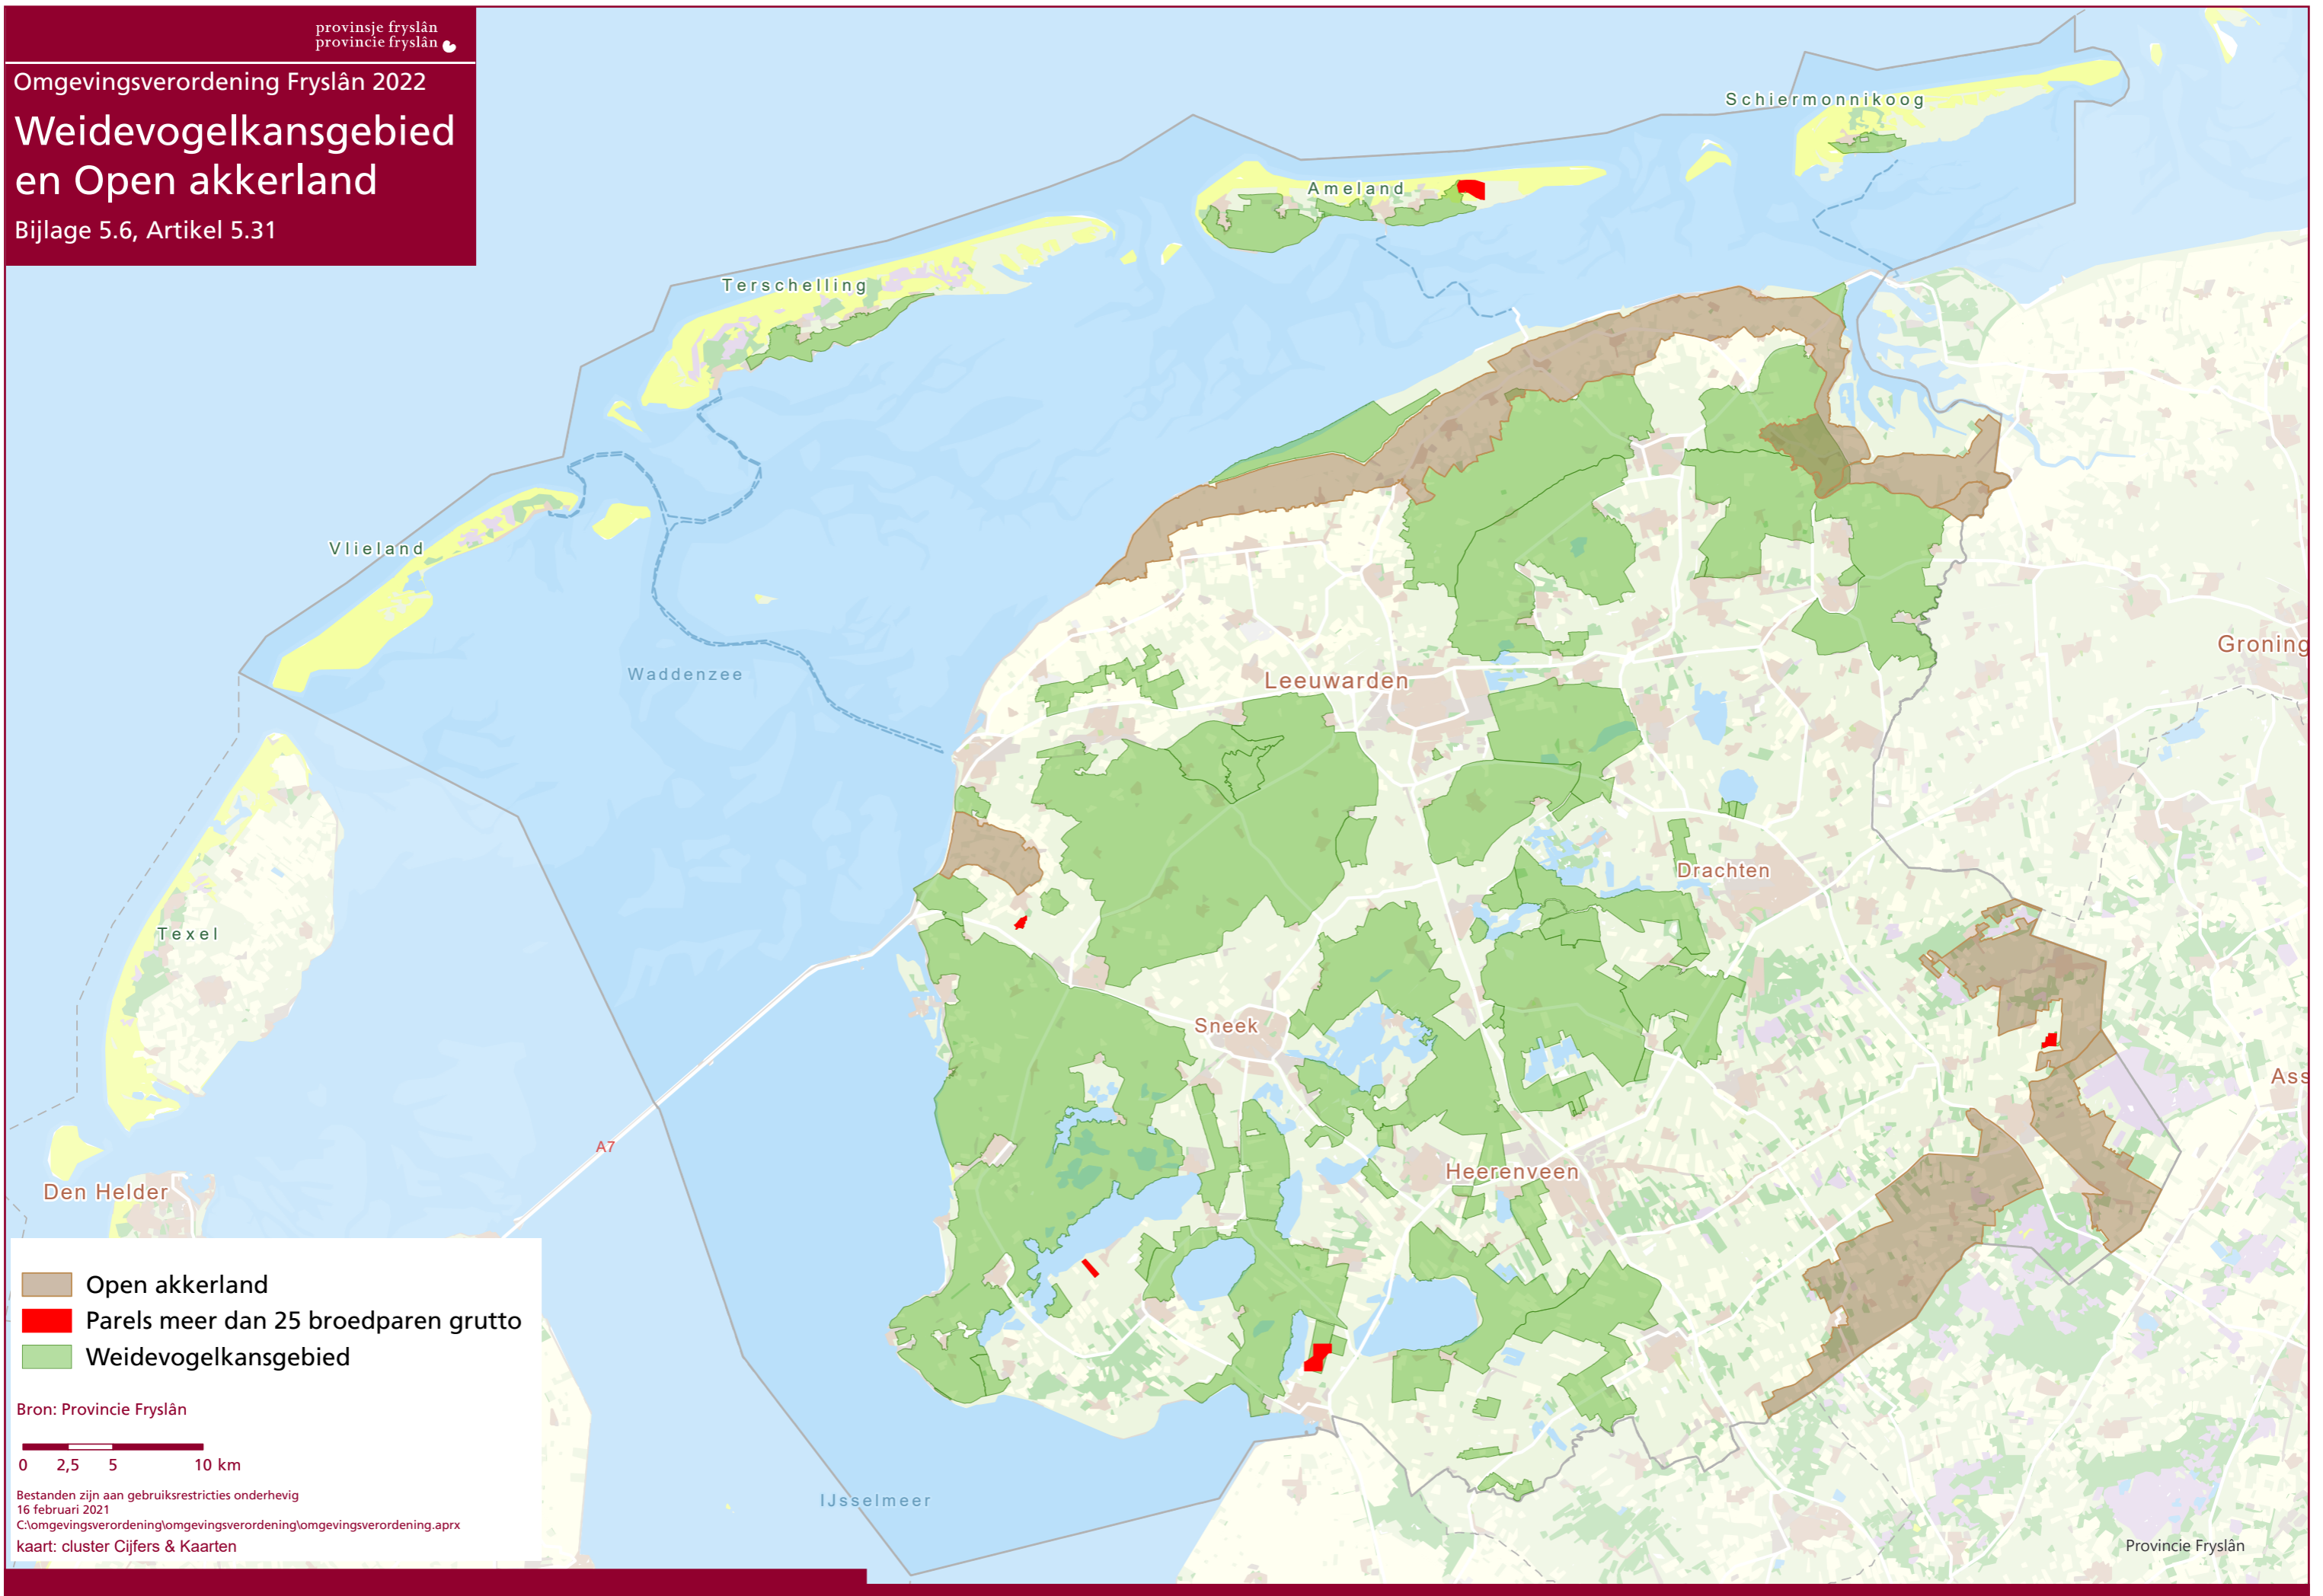 provinsje fryslân
provincie fryslân
Omgevingsverordening Fryslân 2022
Weidevogelkansgebied
en Open akkerland
Bijlage 5.6, Artikel 5.31
Schiermonnikoog
Ameland
Terschelling
Vlieland
Waddenzee
Groning
Leeuwarden
Drachten
Texel
Sneek
Ass
A7
Heerenveen
Den Helder
IJsselmeer
Open akkerland
Parels meer dan 25 broedparen grutto
Weidevogelkansgebied
Bron: Provincie Fryslân
0 2,5 5 10 km
Bestanden zijn aan gebruiksrestricties onderhevig
16 februari 2021
C:\omgevingsverordening\omgevingsverordening\omgevingsverordening.aprx
kaart: cluster Cijfers & Kaarten
Provincie Fryslân